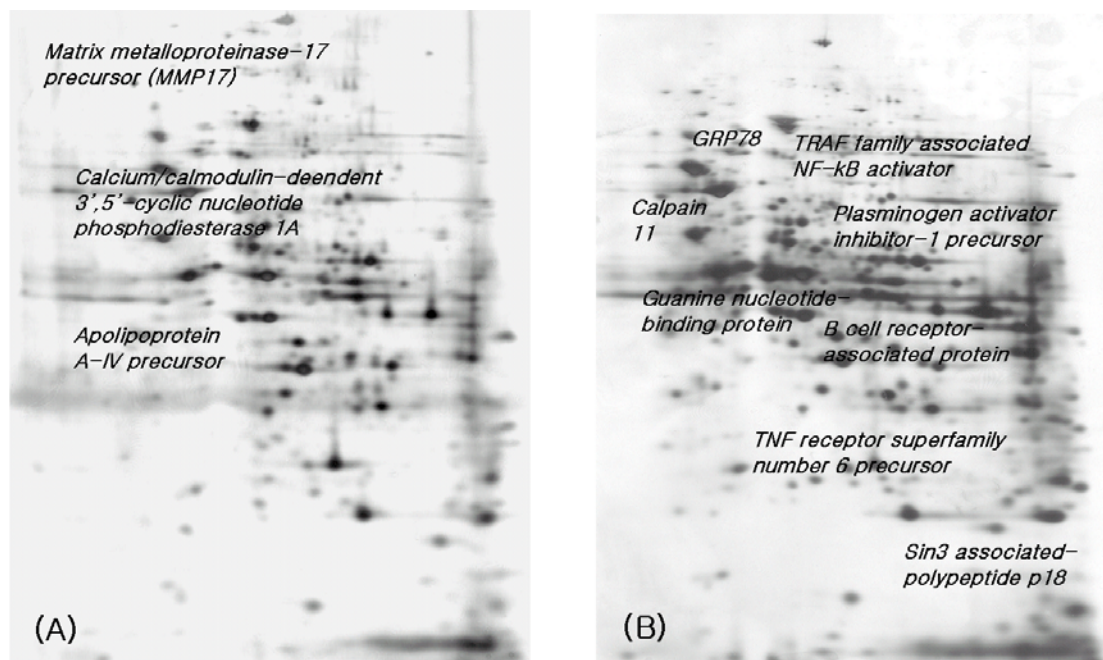 Matrix metalloproteinase-17
precursor (MMP17)
Calcium/calmodulin-deendent
3',5'-cyclic nucleotide
phosphodiesterase 1A
Apolipoprotein
A-IV precursor
(A)
GRP78
TRAF family associated
NF-kB activator
Calpain
11
Plasminogen activator
inhibitor-1 precursor
Guanine nucleotide-
binding protein
B cell receptor-
associated protein
TNF receptor superfamily
number 6 precursor
Sin3 associated-
polypeptide p18
(B)